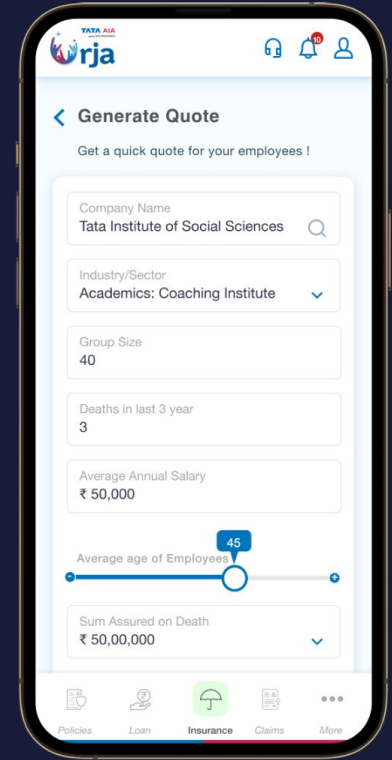 TATA AIA
Urja
10
Generate Quote
Get a quick quote for your employees !
Company Name
Tata Institute of Social Sciences
Industry/Sector
Academics: Coaching Institute
Group Size
40
Deaths in last 3 year
3
Average Annual Salary
₹ 50,000
45
Average age of Employees
Sum Assured on Death
₹ 50,00,000
Policies Loan Insurance Claims More